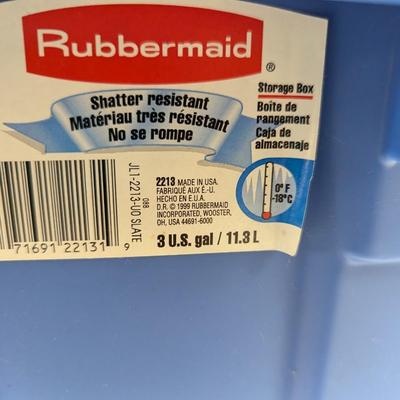 Rubbermaid
®
Shatter resistant
Matériau très résistant
No se rompe
Storage Box
Boîte de
rangement
Caja de
almacenaje
0° F
-18°C
2213 MADE IN USA.
FABRIQUÉ AUX É.-U.
HECHO EN E.U.A.
D.R. © 1999 RUBBERMAID
INCORPORATED, WOOSTER,
OH, USA 44691-6000
3 U.S. gal / 11.3 L
71691 22131 9
JL1-2213-U0 SLATE
088